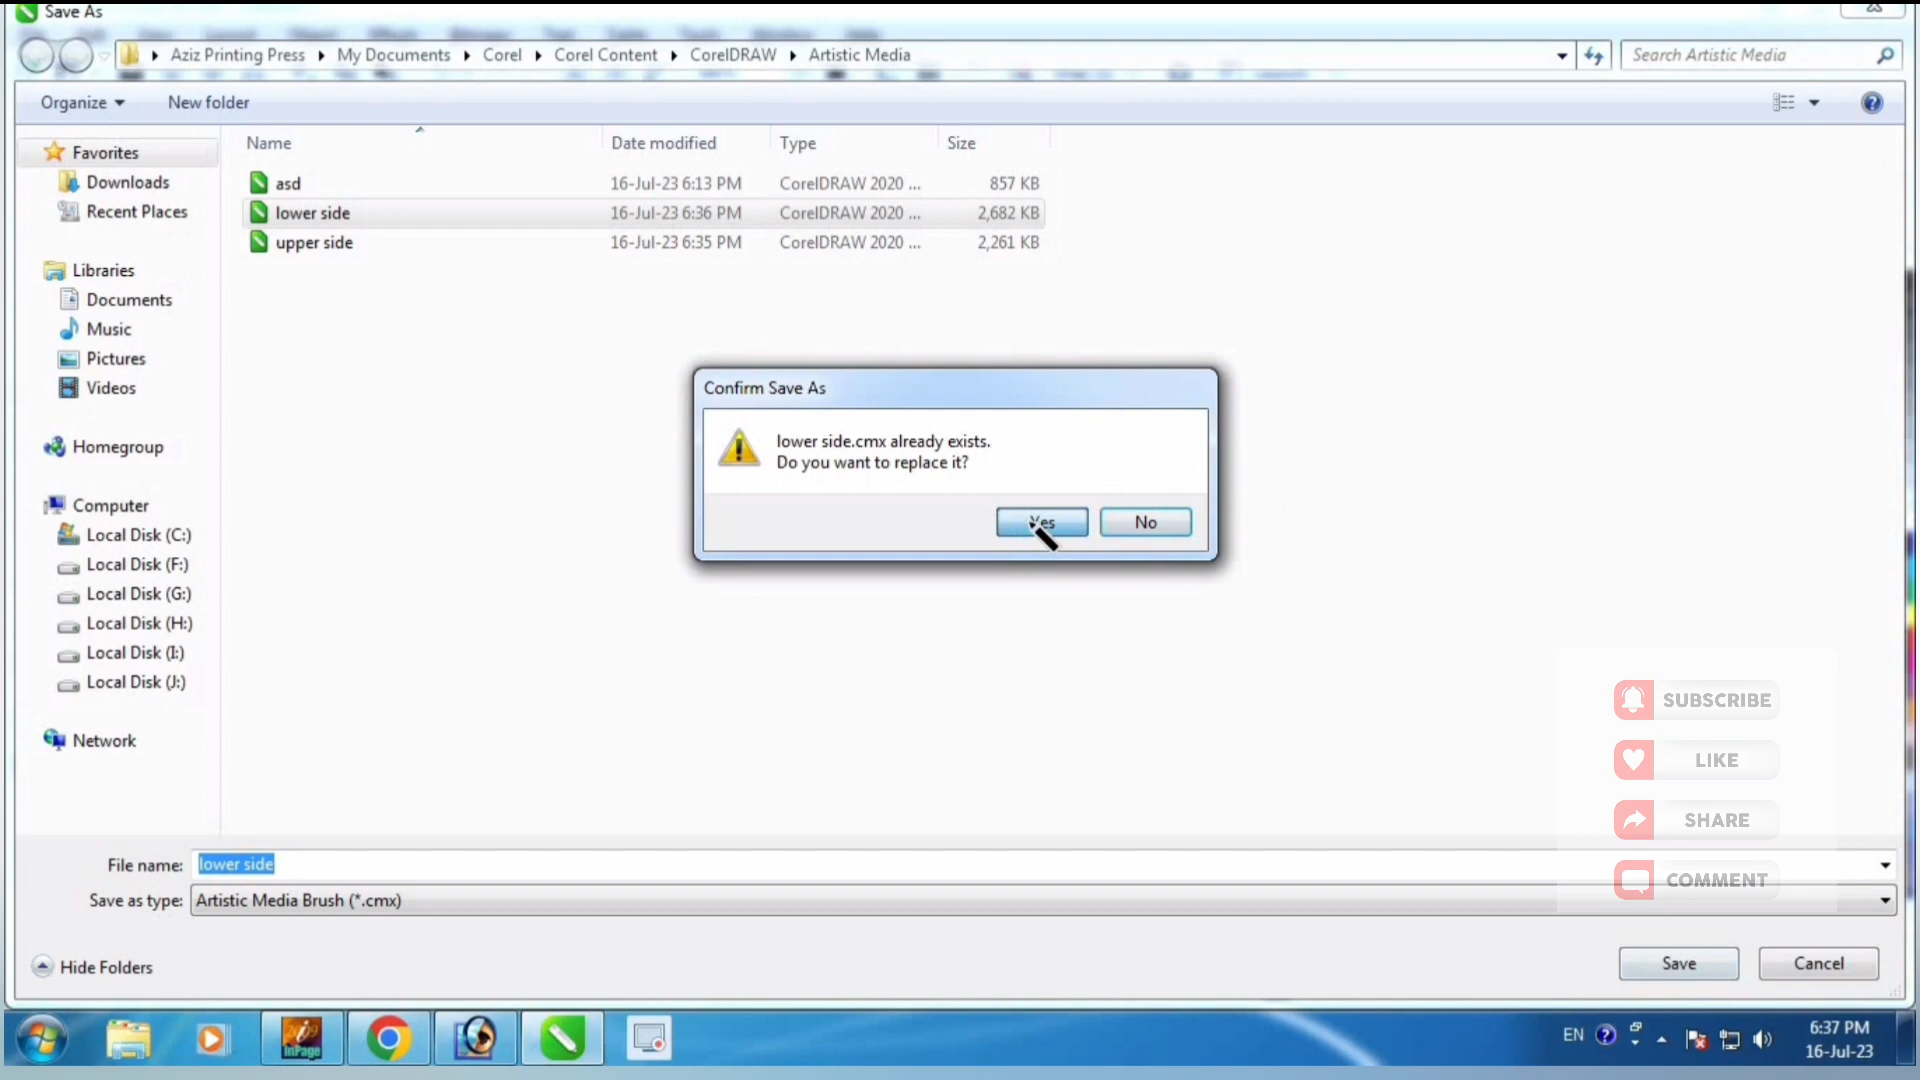 Save As
Aziz Printing Press ▸ My Documents ▸ Corel ▸ Corel Content ▸ CorelDRAW ▸ Artistic Media
Search Artistic Media
Organize
New folder
Name
Date modified
Type
Size
asd 16-Jul-23 6:13 PM CorelDRAW 2020 ... 857 KB
lower side 16-Jul-23 6:36 PM CorelDRAW 2020 ... 2,682 KB
upper side 16-Jul-23 6:35 PM CorelDRAW 2020 ... 2,261 KB
Favorites
Downloads
Recent Places
Libraries
Documents
Music
Pictures
Videos
Homegroup
Computer
Local Disk (C:)
Local Disk (F:)
Local Disk (G:)
Local Disk (H:)
Local Disk (I:)
Local Disk (J:)
Network
Confirm Save As
lower side.cmx already exists.
Do you want to replace it?
Yes
No
SUBSCRIBE
LIKE
SHARE
COMMENT
File name: lower side
Save as type: Artistic Media Brush (*.cmx)
Hide Folders
Save
Cancel
InPage
EN
6:37 PM
16-Jul-23